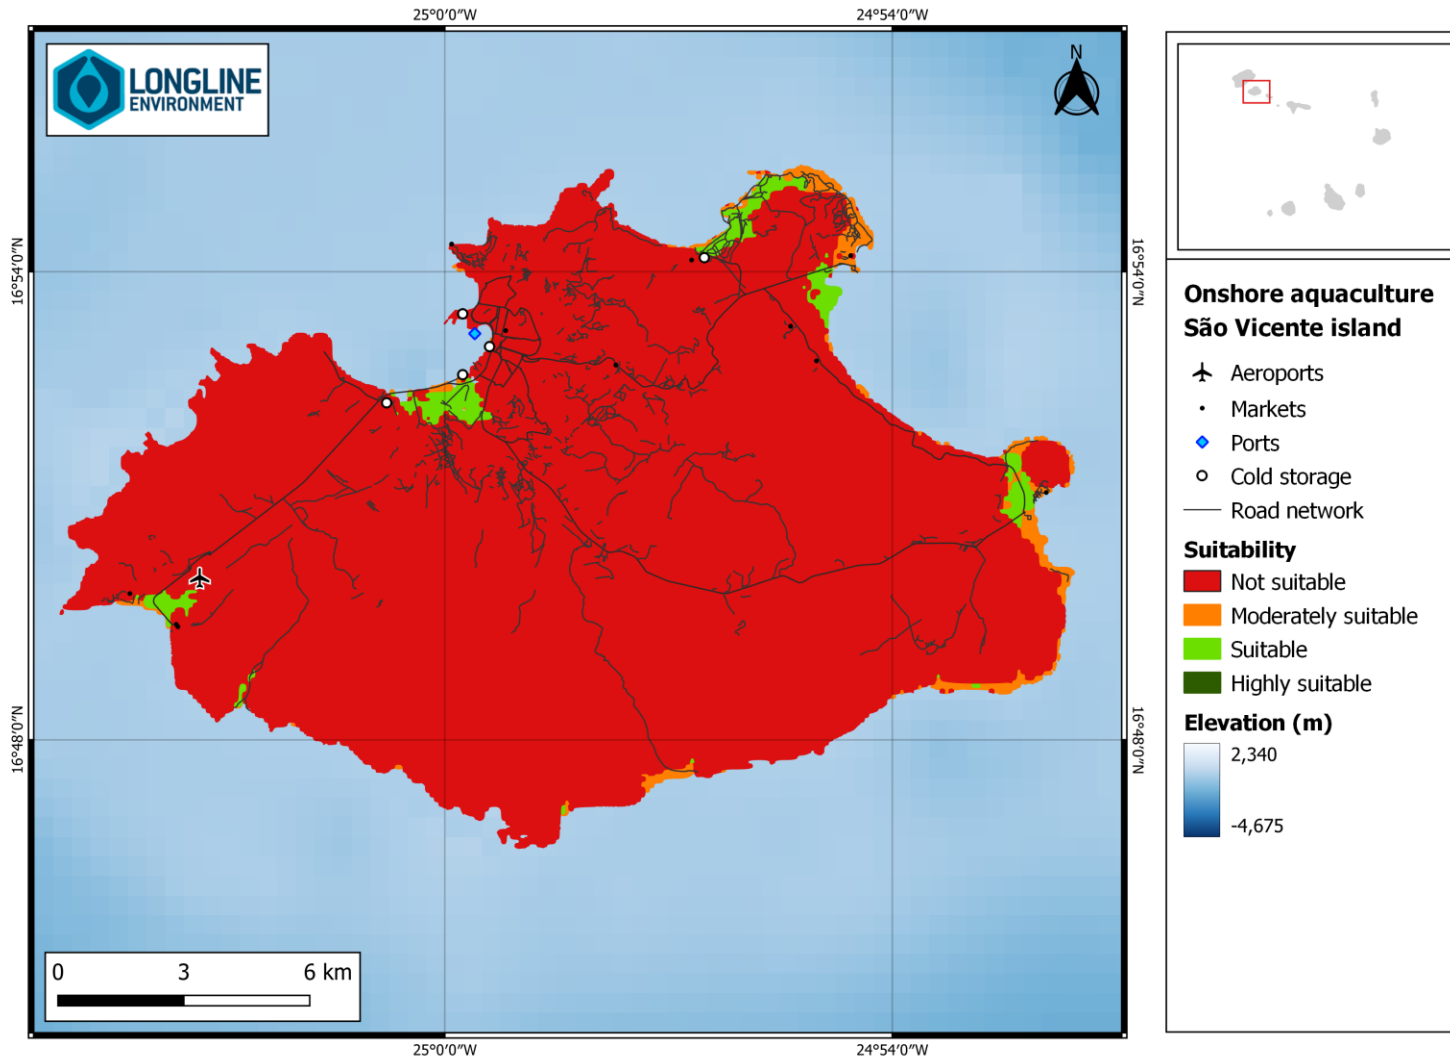 25°0'0"W 24°54'0"W
LONGLINE
ENVIRONMENT
N
16°54'0"N 16°54'0"N
Onshore aquaculture
São Vicente island
Aeroports
Markets
Ports
Cold storage
Road network
Suitability
Not suitable
Moderately suitable
Suitable
Highly suitable
Elevation (m)
2,340
-4,675
16°48'0"N 16°48'0"N
0 3 6 km
25°0'0"W 24°54'0"W